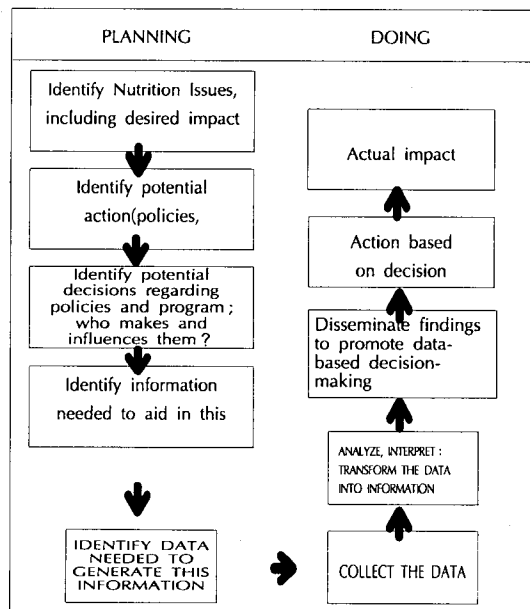 PLANNING
Identify Nutrition Issues,
including desired impact
Identify potential
action(policies,
Identify potential
decisions regarding
policies and program ;
who makes and
influences them ?
Identify information
needed to aid in this
IDENTIFY DATA
NEEDED TO
GENERATE THIS
INFORMATION
DOING
Actual impact
Action based
on decision
Disseminate findings
to promote data-
based decision-
making
ANALYZE, INTERPRET :
TRANSFORM THE DATA
INTO INFORMATION
COLLECT THE DATA